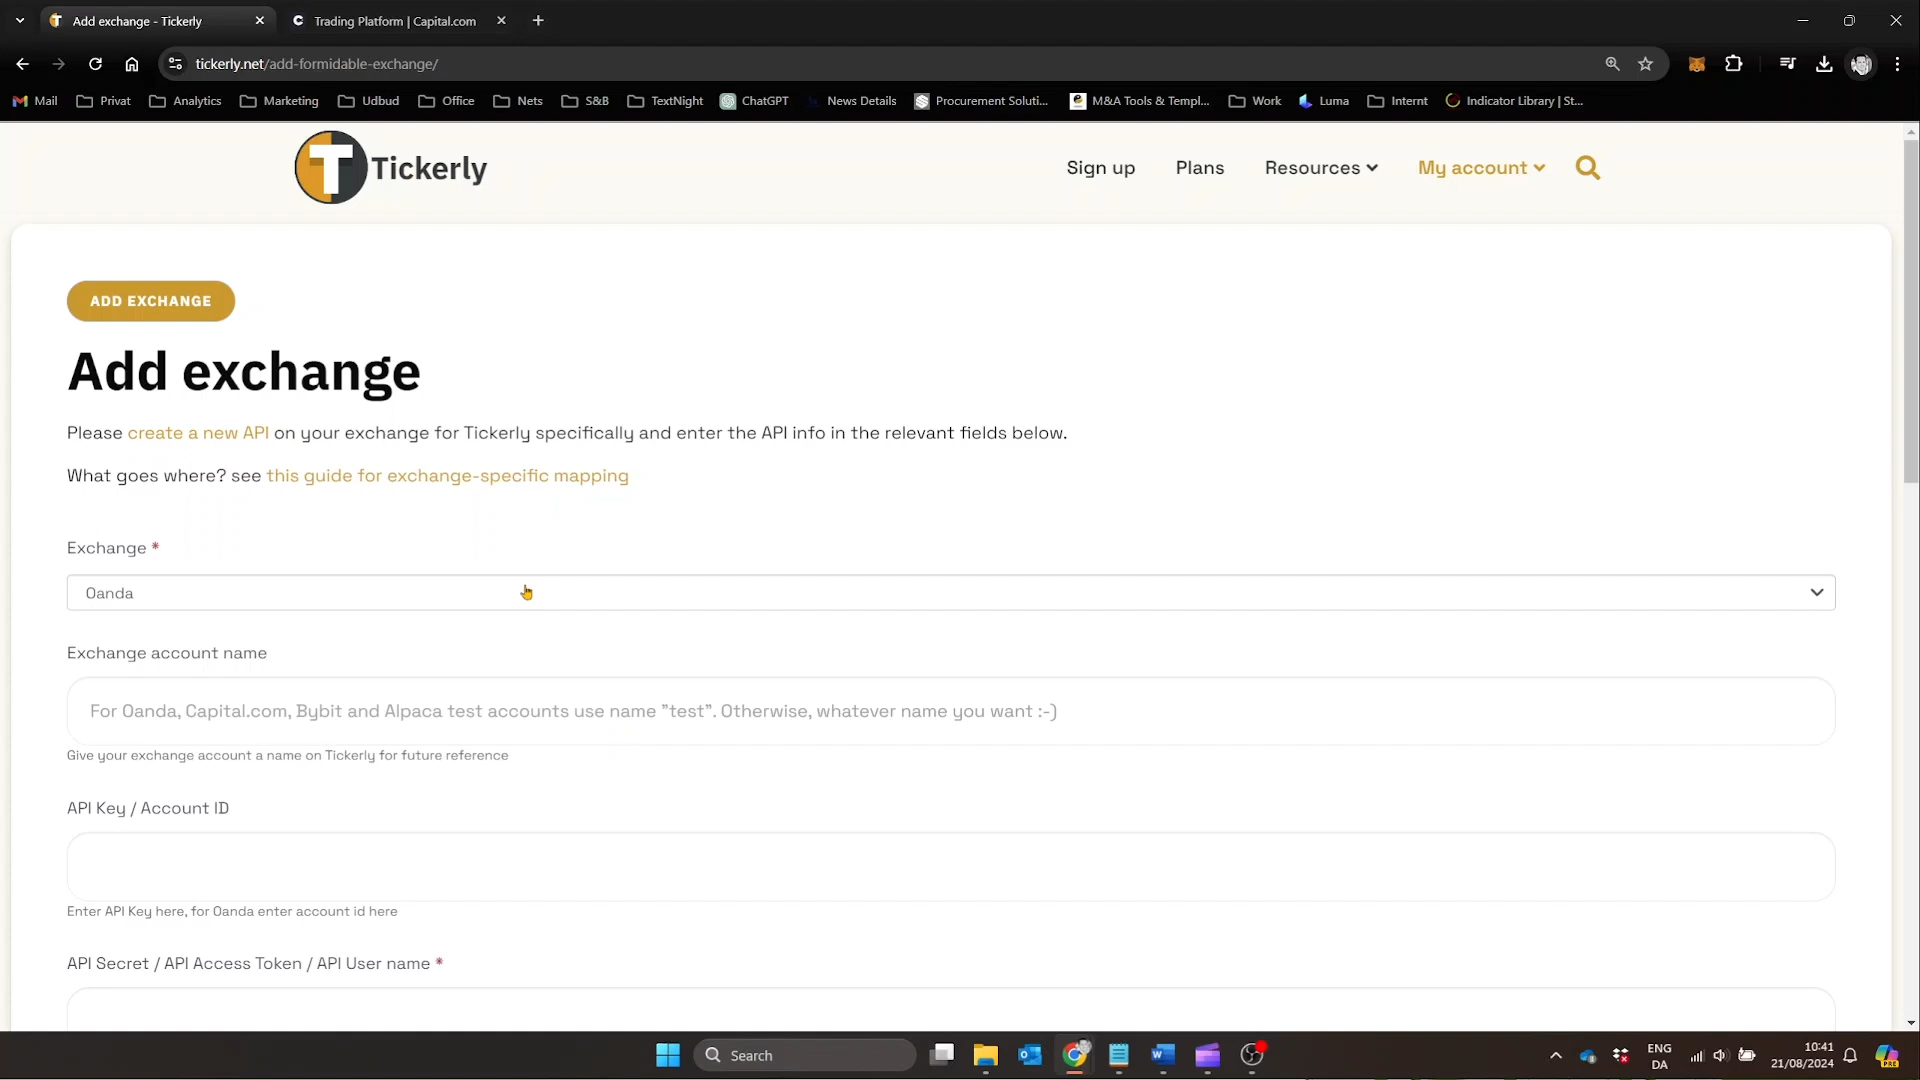 Add exchange - Tickerly
Trading Platform | Capital.com
tickerly.net/add-formidable-exchange/
Mail Privat Analytics Marketing Udbud Office Nets S&B TextNight ChatGPT News Details Procurement Soluti... M&A Tools & Templ... Work Luma Internt Indicator Library | St...
Tickerly
Sign up Plans Resources My account
ADD EXCHANGE
Add exchange
Please create a new API on your exchange for Tickerly specifically and enter the API info in the relevant fields below.
What goes where? see this guide for exchange-specific mapping
Exchange *
Oanda
Exchange account name
For Oanda, Capital.com, Bybit and Alpaca test accounts use name "test". Otherwise, whatever name you want :-)
Give your exchange account a name on Tickerly for future reference
API Key / Account ID
Enter API Key here, for Oanda enter account id here
API Secret / API Access Token / API User name *
Search
ENG
DA
10:41
21/08/2024
PRE